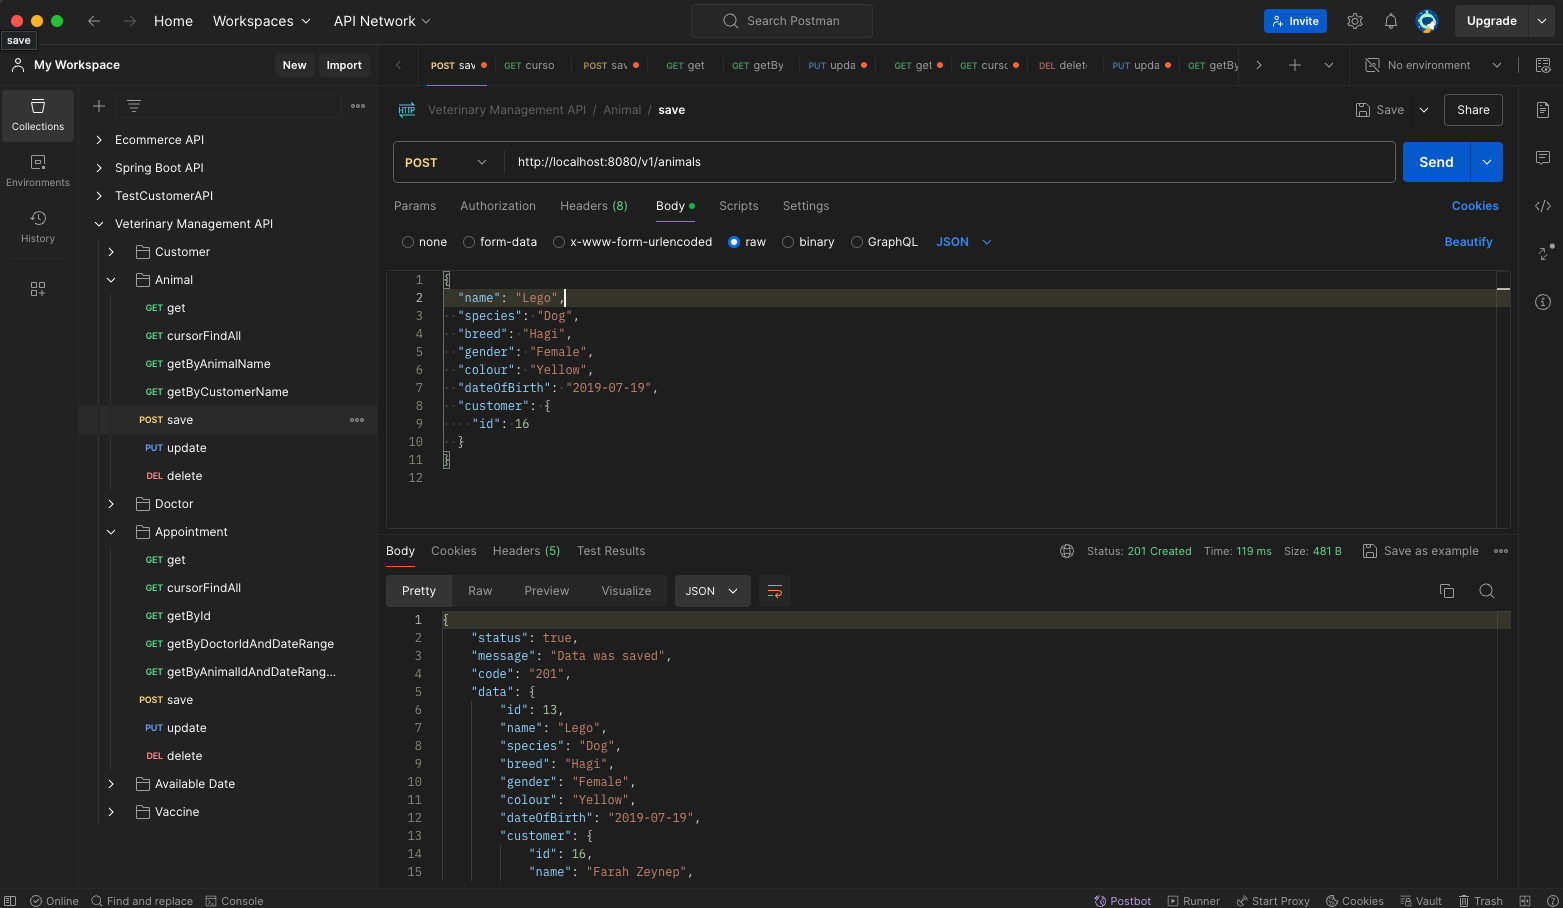 Home Workspaces API Network Search Postman Invite Upgrade
save
My Workspace New Import
POST sav GET curso POST sav GET get GET getBy PUT upda GET get GET curso DEL delet PUT upda GET getBy No environment
Collections
Environments
History
Ecommerce API
Spring Boot API
TestCustomerAPI
Veterinary Management API
Customer
Animal
GET get
GET cursorFindAll
GET getByAnimalName
GET getByCustomerName
POST save
PUT update
DEL delete
Doctor
Appointment
GET get
GET cursorFindAll
GET getById
GET getByDoctorIdAndDateRange
GET getByAnimalIdAndDateRang...
POST save
PUT update
DEL delete
Available Date
Vaccine
HTTP Veterinary Management API / Animal / save Save Share
POST http://localhost:8080/v1/animals Send
Params Authorization Headers (8) Body Scripts Settings Cookies
none form-data x-www-form-urlencoded raw binary GraphQL JSON Beautify
1 {
2 "name": "Lego",
3 "species": "Dog",
4 "breed": "Hagi",
5 "gender": "Female",
6 "colour": "Yellow",
7 "dateOfBirth": "2019-07-19",
8 "customer": {
9 "id": 16
10 }
11 }
12
Body Cookies Headers (5) Test Results Status: 201 Created Time: 119 ms Size: 481 B Save as example
Pretty Raw Preview Visualize JSON
1 {
2 "status": true,
3 "message": "Data was saved",
4 "code": "201",
5 "data": {
6 "id": 13,
7 "name": "Lego",
8 "species": "Dog",
9 "breed": "Hagi",
10 "gender": "Female",
11 "colour": "Yellow",
12 "dateOfBirth": "2019-07-19",
13 "customer": {
14 "id": 16,
15 "name": "Farah Zeynep",
Online Find and replace Console Postbot Runner Start Proxy Cookies Vault Trash